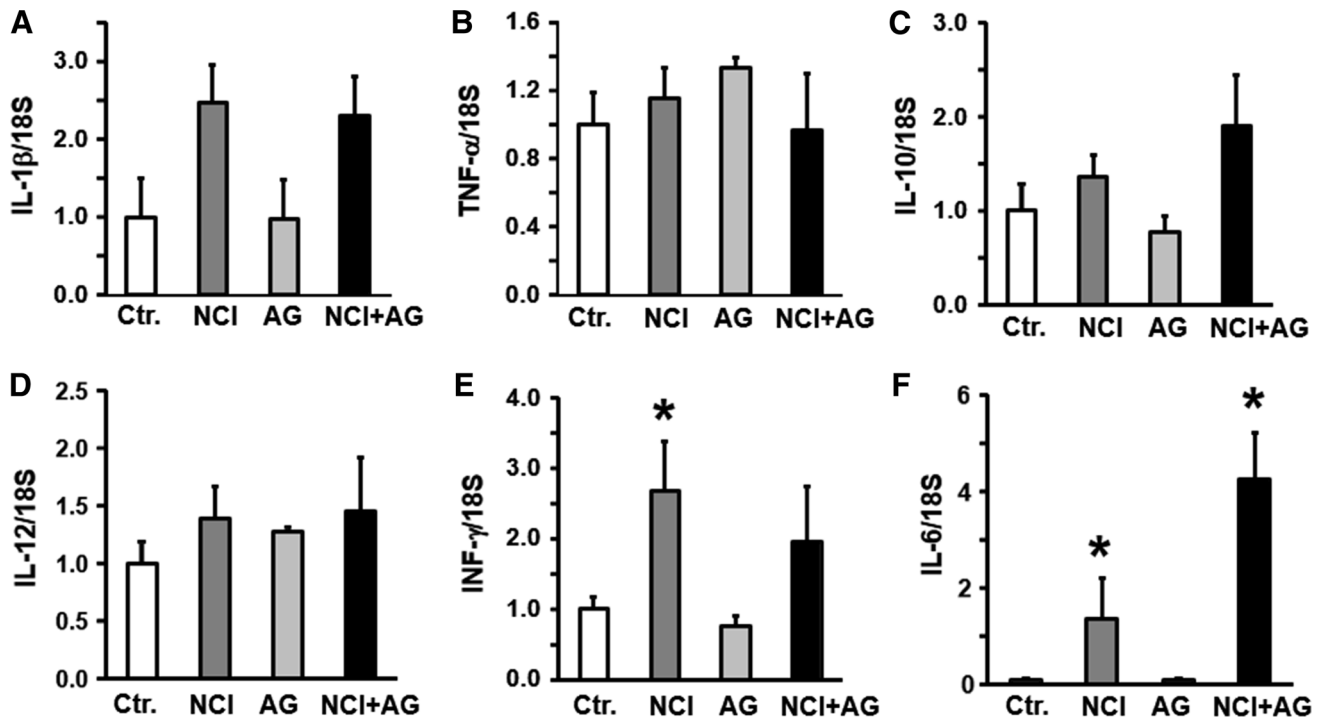 A
IL-1β/18S
3.0
2.0
1.0
0.0
Ctr. NCI AG NCI+AG
B
TNF-α/18S
1.6
1.2
0.8
0.4
0.0
Ctr. NCI AG NCI+AG
C
IL-10/18S
3.0
2.0
1.0
0.0
Ctr. NCI AG NCI+AG
D
IL-12/18S
2.5
2.0
1.5
1.0
0.5
0.0
Ctr. NCI AG NCI+AG
E
INF-γ/18S
4.0
3.0
2.0
1.0
0.0
*
Ctr. NCI AG NCI+AG
F
IL-6/18S
6
4
2
0
*
*
Ctr. NCI AG NCI+AG